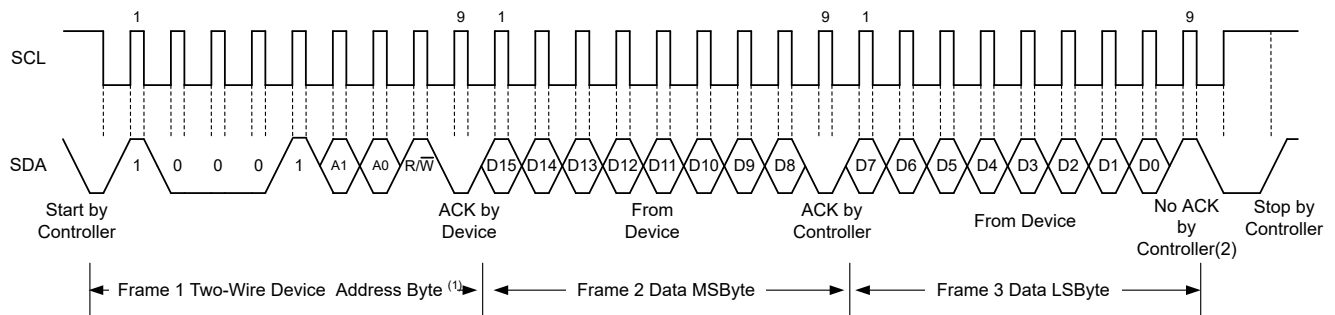 1 9 1 9 1 9
SCL
SDA
1 0 0 0 1 A1 A0 R/W̅ D15 D14 D13 D12 D11 D10 D9 D8 D7 D6 D5 D4 D3 D2 D1 D0
Start by
Controller
ACK by
Device
From
Device
ACK by
Controller
From Device
No ACK
by
Controller(2)
Stop by
Controller
Frame 1 Two-Wire Device Address Byte (1)
Frame 2 Data MSByte
Frame 3 Data LSByte